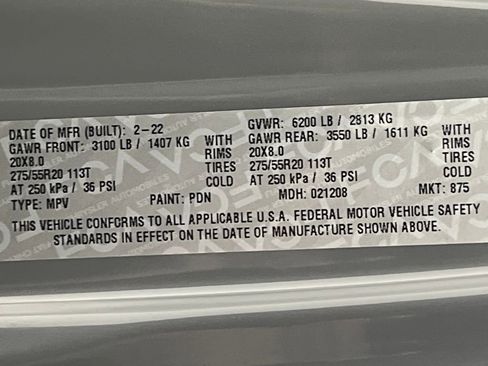 DATE OF MFR (BUILT): 2-22 GVWR: 6200 LB / 2813 KG
GAWR FRONT: 3100 LB / 1407 KG WITH GAWR REAR: 3550 LB / 1611 KG WITH
20X8.0 RIMS 20X8.0 RIMS
275/55R20 113T TIRES 275/55R20 113T TIRES
AT 250 kPa / 36 PSI COLD AT 250 kPa / 36 PSI COLD
TYPE: MPV PAINT: PDN MDH: 021208 MKT: 875
THIS VEHICLE CONFORMS TO ALL APPLICABLE U.S.A. FEDERAL MOTOR VEHICLE SAFETY
STANDARDS IN EFFECT ON THE DATE OF MANUFACTURE SHOWN ABOVE.